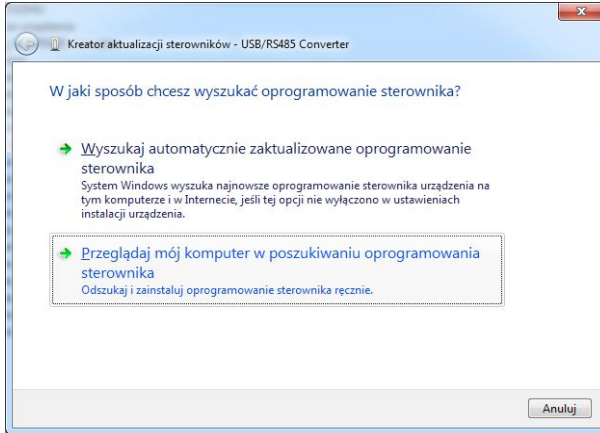 Kreator aktualizacji sterowników - USB/RS485 Converter
W jaki sposób chcesz wyszukać oprogramowanie sterownika?
Wyszukaj automatycznie zaktualizowane oprogramowanie
sterownika
System Windows wyszuka najnowsze oprogramowanie sterownika urządzenia na
tym komputerze i w Internecie, jeśli tej opcji nie wyłączono w ustawieniach
instalacji urządzenia.
Przeglądaj mój komputer w poszukiwaniu oprogramowania
sterownika
Odszukaj i zainstaluj oprogramowanie sterownika ręcznie.
Anuluj